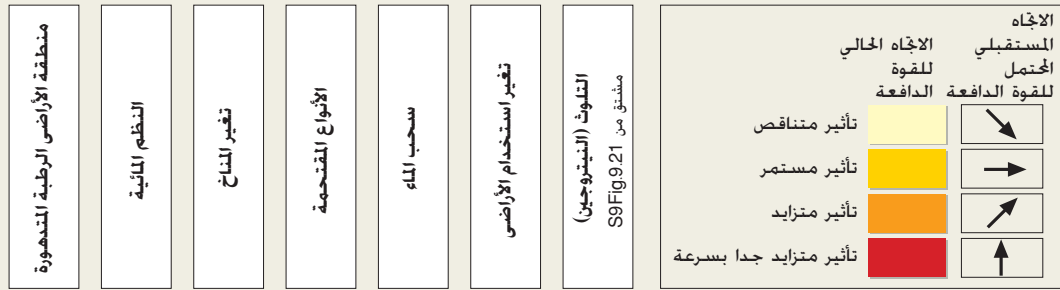 الاتجاه
المستقبلي
المحتمل
للقوة الدافعة
الاتجاه الحالي
للقوة
الدافعة
تأثير متناقص
تأثير مستمر
تأثير متزايد
تأثير متزايد جدا بسرعة
التلوث (النيتروجين)
مشتق من S9Fig.9.21
تغير استخدام الأراضى
سحب الماء
الأنواع المقتحمة
تغير المناخ
النظم المائية
منطقة الأراضى الرطبة المتدهورة